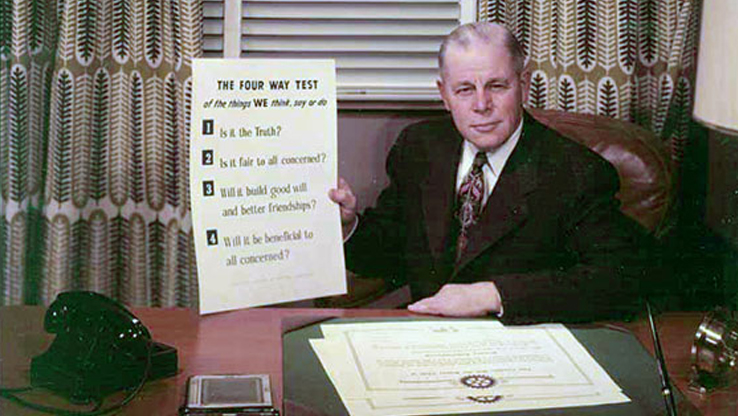 THE FOUR WAY TEST
of the things WE think, say or do
1 Is it the Truth?
2 Is it fair to all concerned?
3 Will it build good will
and better friendships?
4 Will it be beneficial to
all concerned?